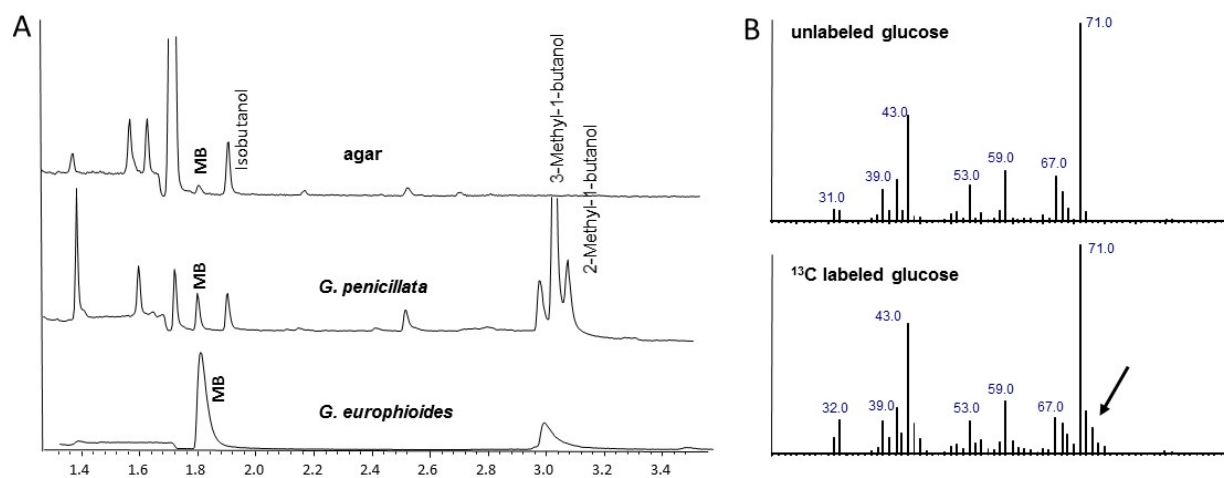 A
agar
MB
Isobutanol
3-Methyl-1-butanol
2-Methyl-1-butanol
G. penicillata
MB
G. europhioides
MB
1.4 1.6 1.8 2.0 2.2 2.4 2.6 2.8 3.0 3.2 3.4
B
unlabeled glucose
71.0
43.0
59.0
67.0
39.0
53.0
31.0
13C labeled glucose
71.0
43.0
59.0
32.0
39.0
53.0
67.0